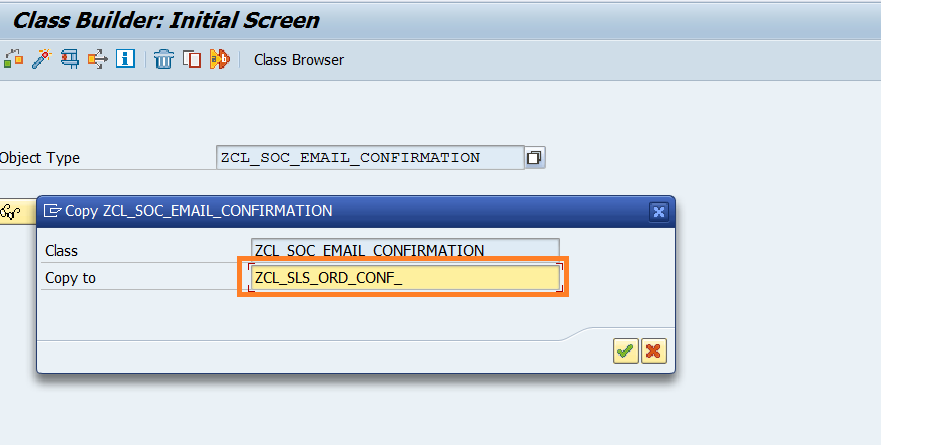 Class Builder: Initial Screen
Class Browser
Object Type
ZCL_SOC_EMAIL_CONFIRMATION
Copy ZCL_SOC_EMAIL_CONFIRMATION
Class
ZCL_SOC_EMAIL_CONFIRMATION
Copy to
ZCL_SLS_ORD_CONF_